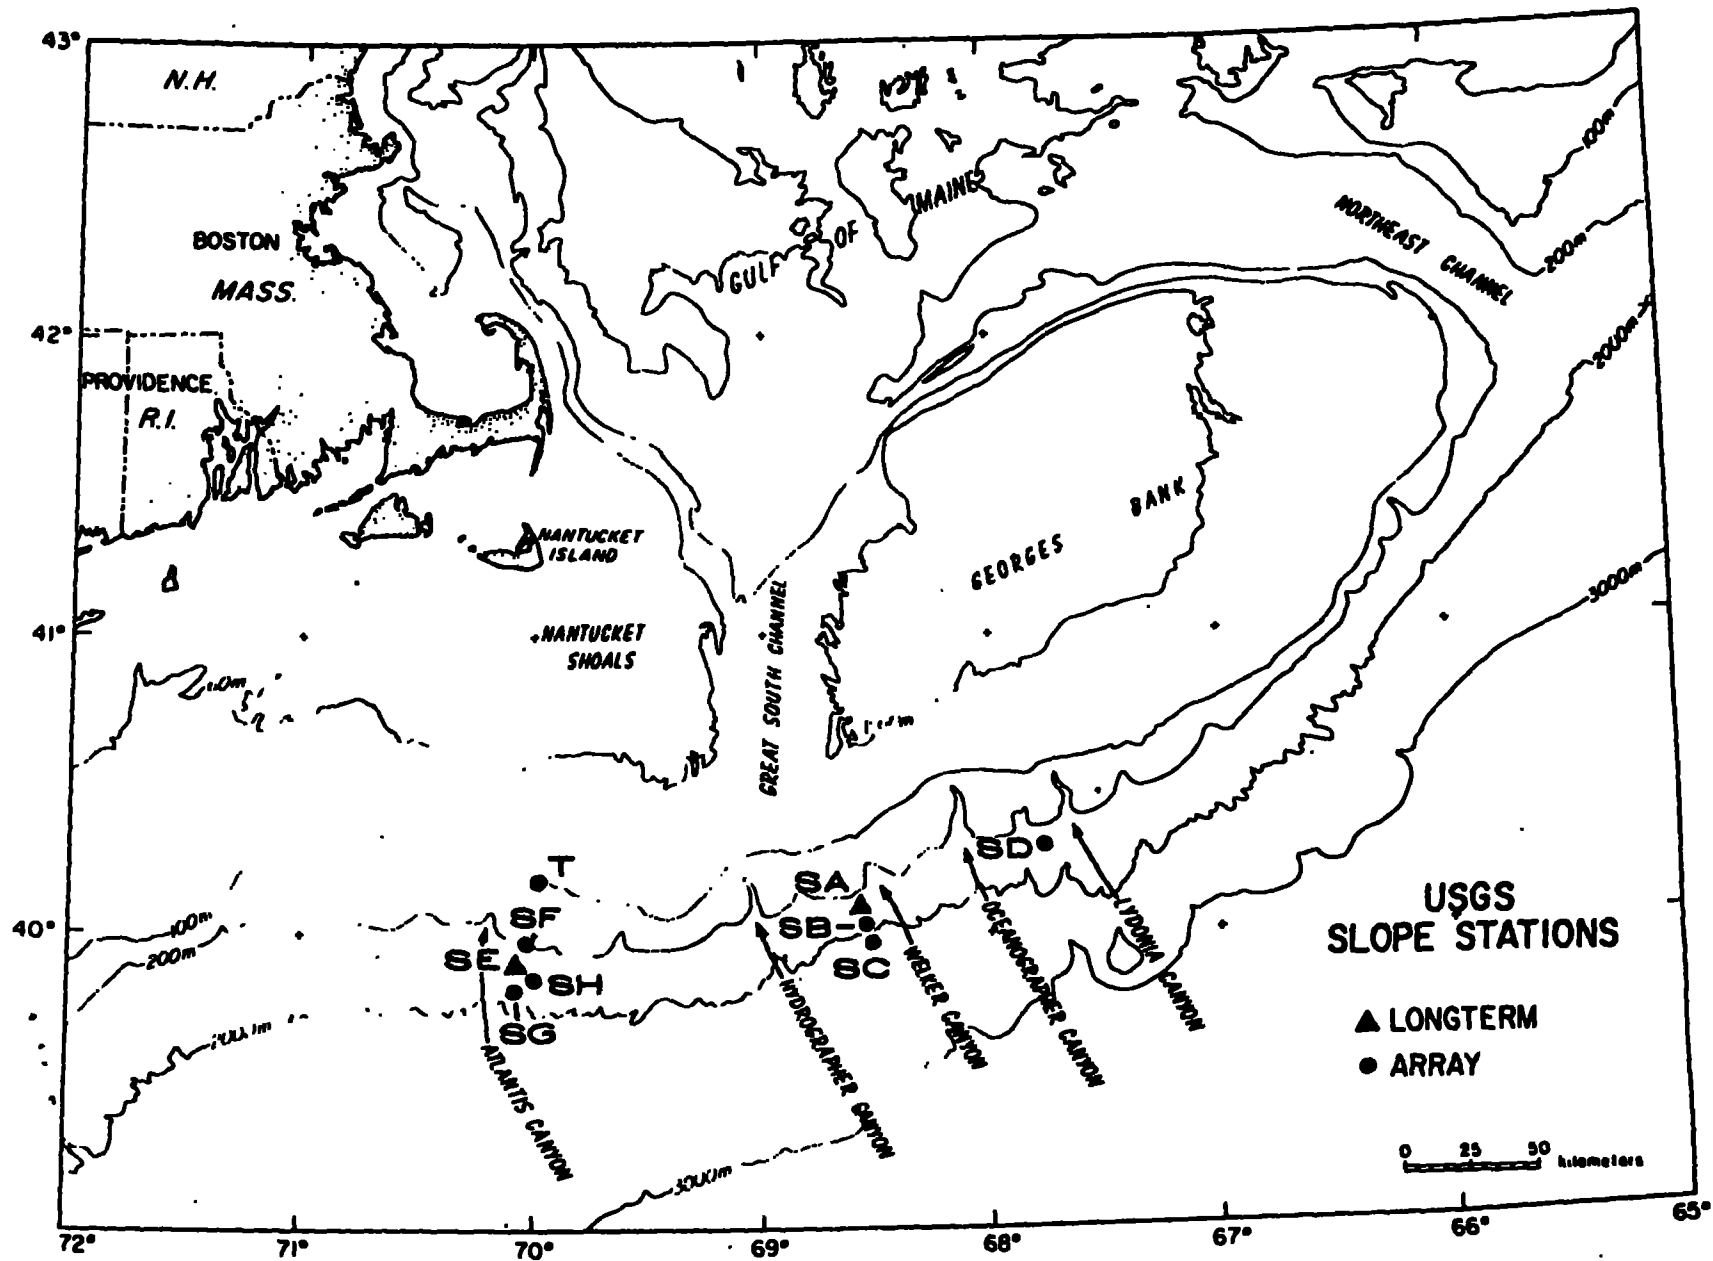 43°
N.H.
100m
GULF OF MAINE
NORTHEAST CHANNEL
200m
BOSTON
MASS.
42°
2000m
PROVIDENCE
R.I.
GEORGES BANK
NANTUCKET
ISLAND
3000m
41°
NANTUCKET
SHOALS
GREAT SOUTH CHANNEL
T
SD
SA
SF
SB
SE
SC
SH
SG
40°
100m
200m
USGS
SLOPE STATIONS
LYDONIA CANYON
OCEANOGRAPHER CANYON
WELKER CANYON
HYDROGRAPHER CANYON
ATLANTIS CANYON
▲ LONGTERM
● ARRAY
3000m
0 25 50 kilometers
72° 71° 70° 69° 68° 67° 66° 65°